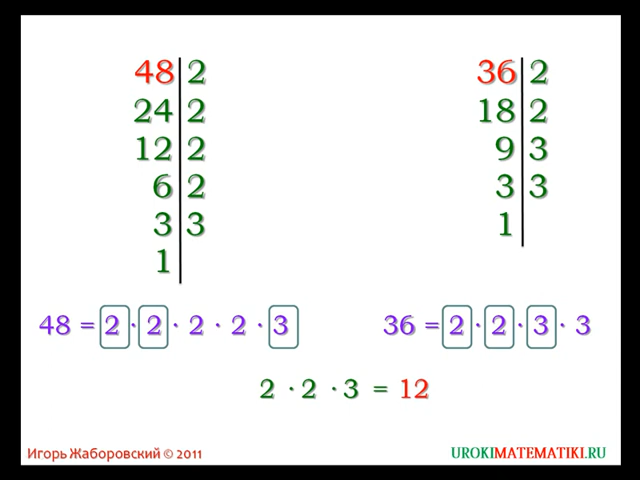 48 2 36 2
24 2 18 2
12 2 9 3
6 2 3 3
3 3 1
1
48 = 2 · 2 · 2 · 2 · 3 36 = 2 · 2 · 3 · 3
2 · 2 · 3 = 12
Игорь Жаборовский © 2011 UROKIMATEMATIKI.RU